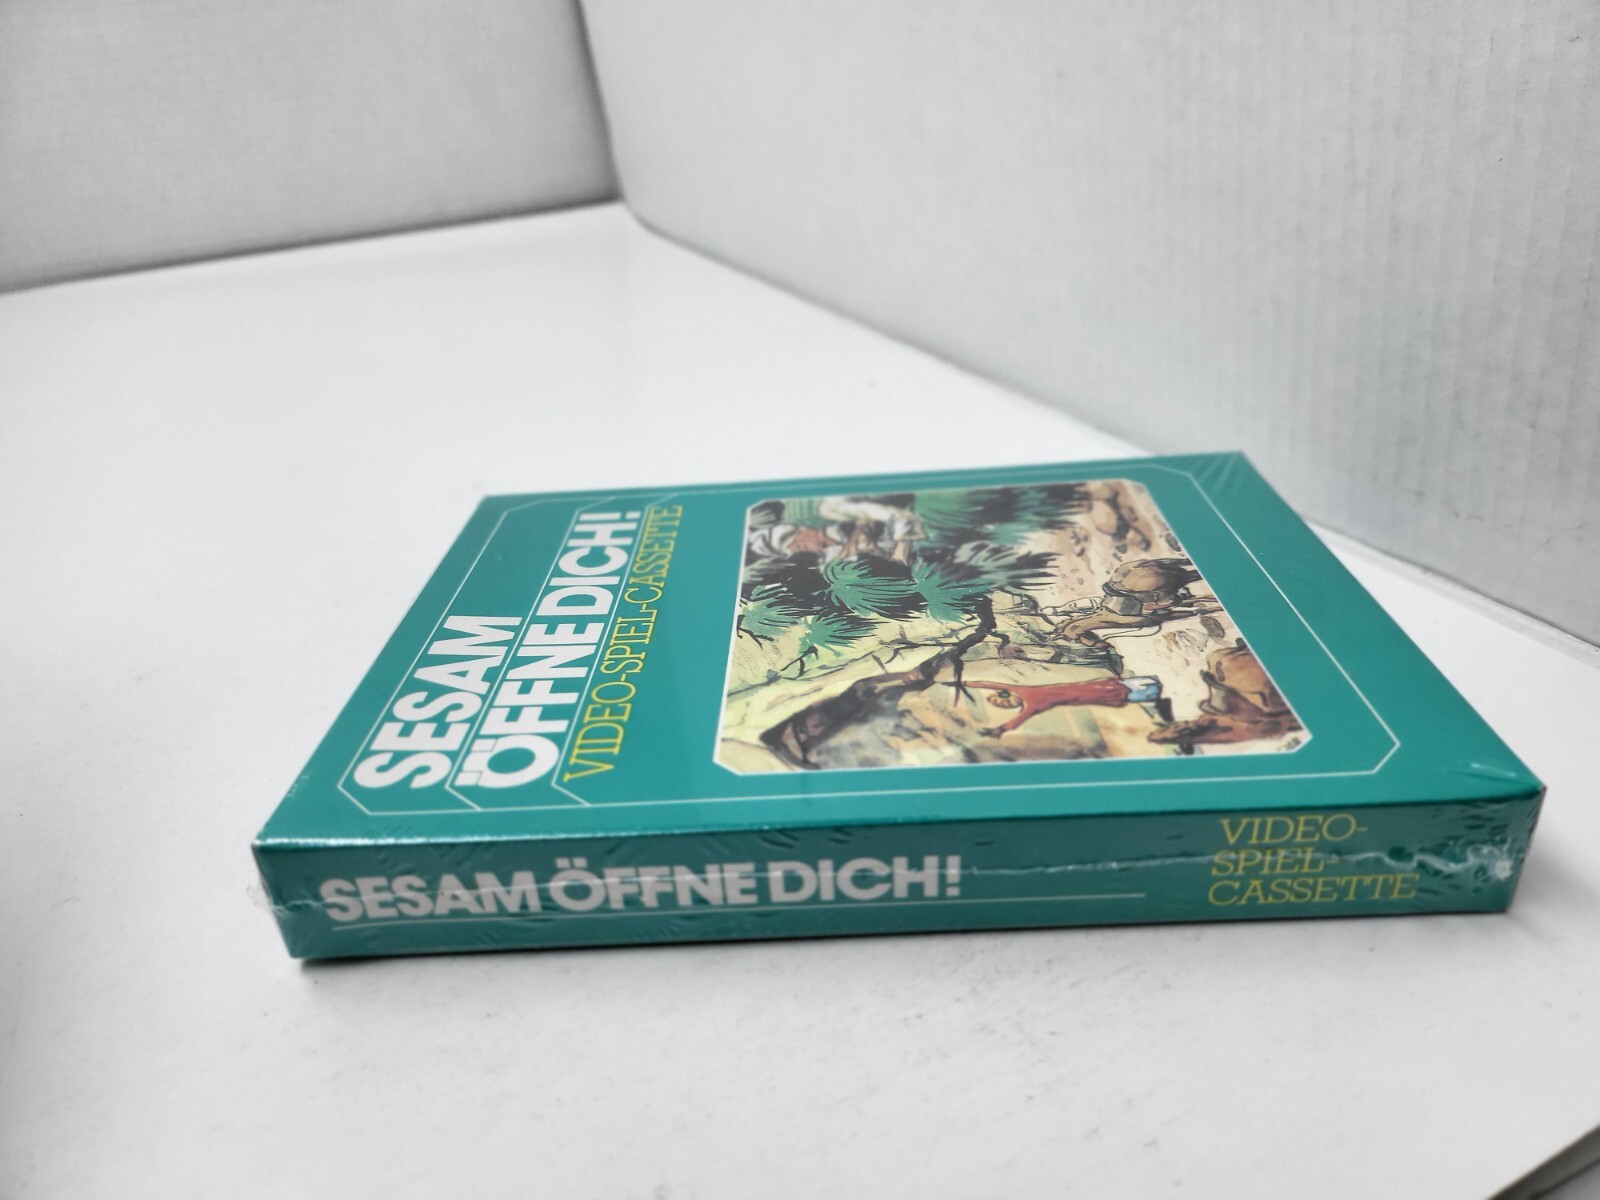 SESAM
ÖFFNE DICH!
VIDEO-SPIEL-CASSETTE
SESAM ÖFFNE DICH!
VIDEO-
SPIEL-
CASSETTE